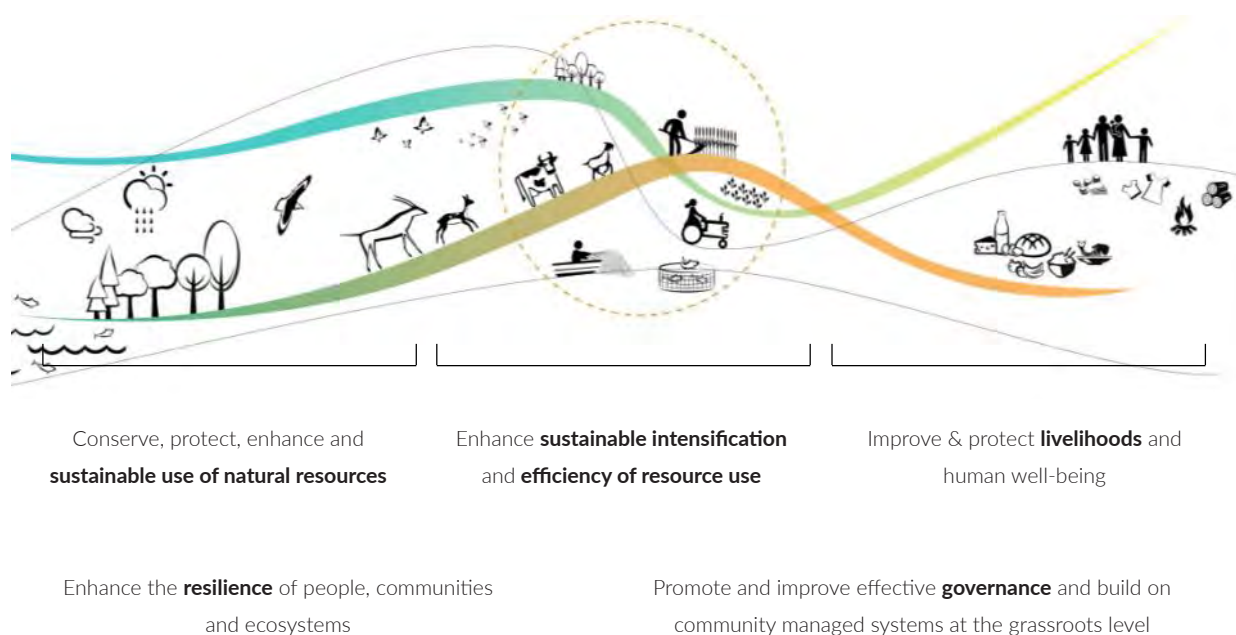 Conserve, protect, enhance and
sustainable use of natural resources
Enhance sustainable intensification
and efficiency of resource use
Improve & protect livelihoods and
human well-being
Enhance the resilience of people, communities
and ecosystems
Promote and improve effective governance and build on
community managed systems at the grassroots level